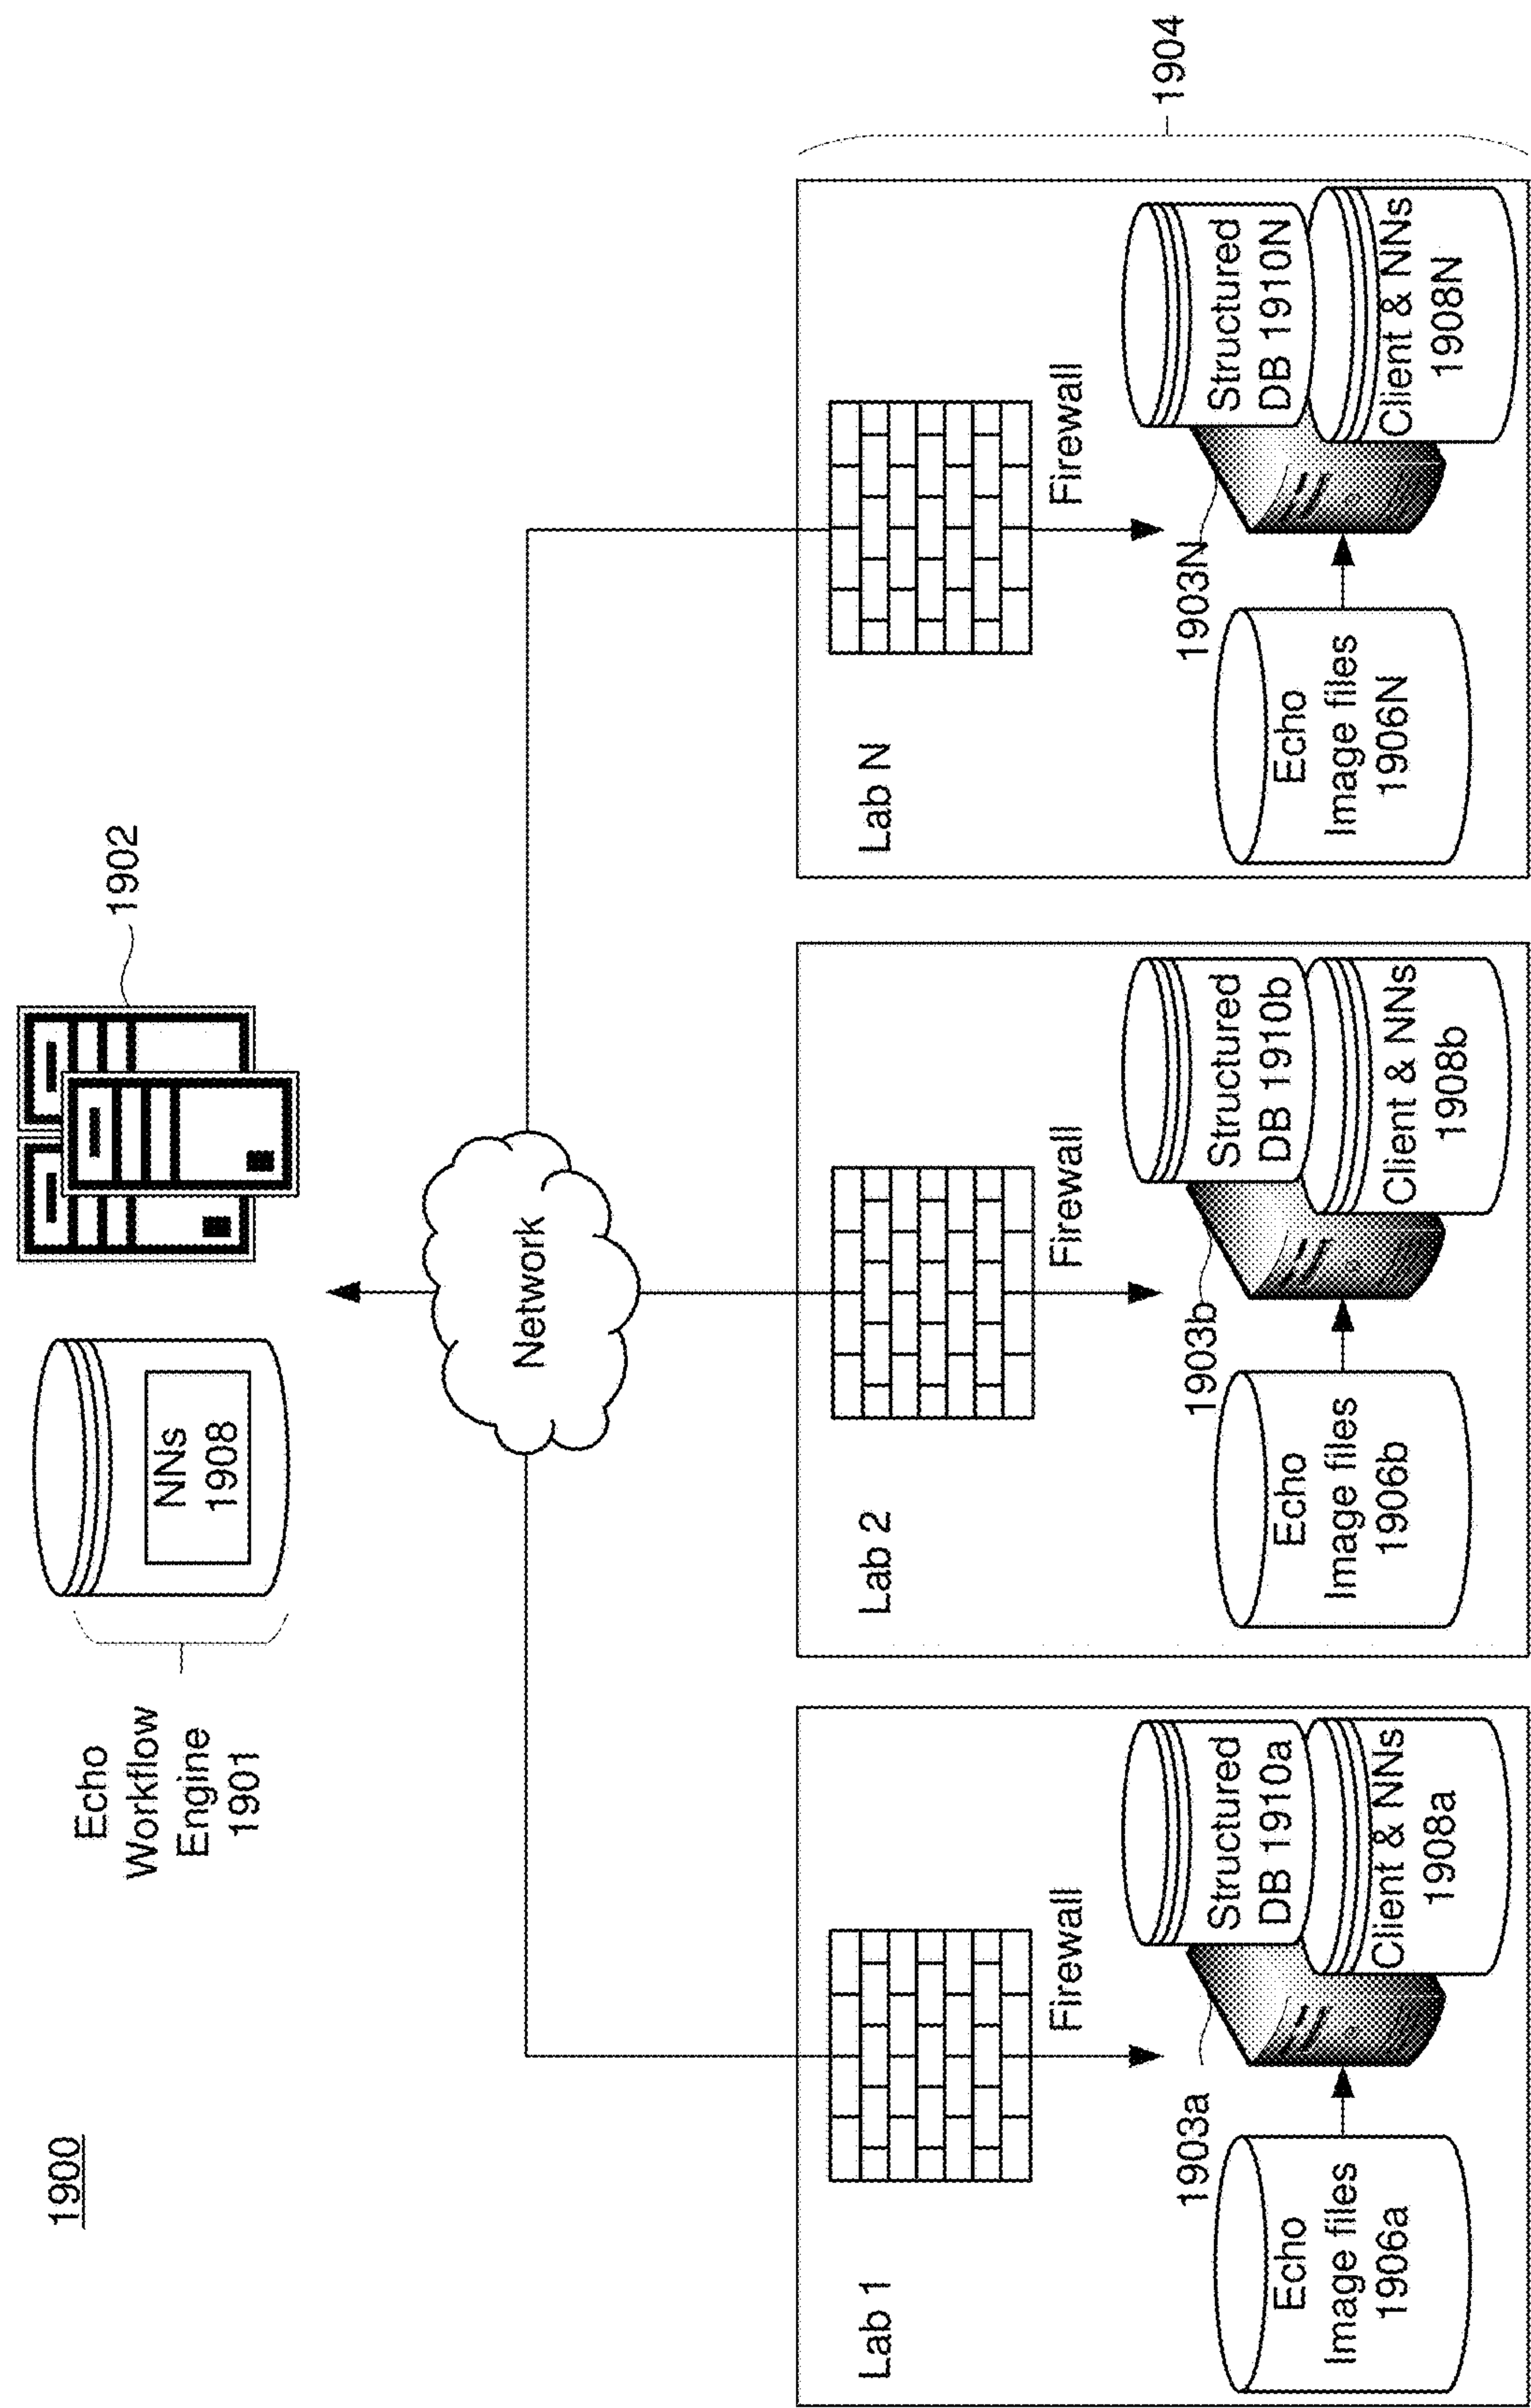 1900
Echo
Workflow
Engine
1901
NNs
1908
1902
Network
Lab 1
Firewall
1903a
Echo
Image files
1906a
Structured
DB 1910a
Client & NNs
1908a
Lab 2
Firewall
1903b
Echo
Image files
1906b
Structured
DB 1910b
Client & NNs
1908b
Lab N
Firewall
1903N
Echo
Image files
1906N
Structured
DB 1910N
Client & NNs
1908N
1904